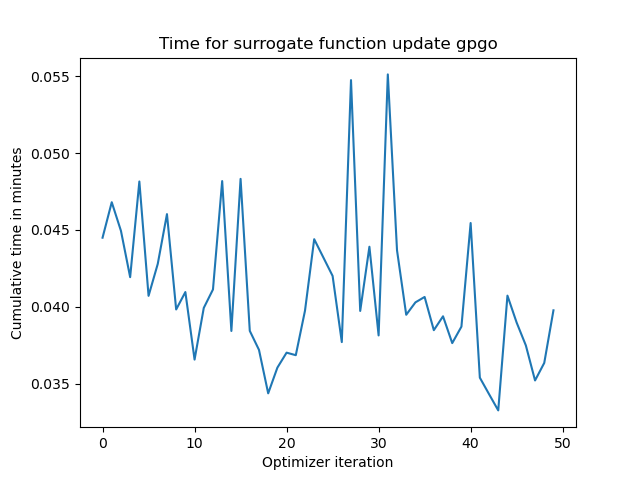 Time for surrogate function update gpgo
0.055
0.050
0.045
0.040
0.035
Cumulative time in minutes
0 10 20 30 40 50
Optimizer iteration